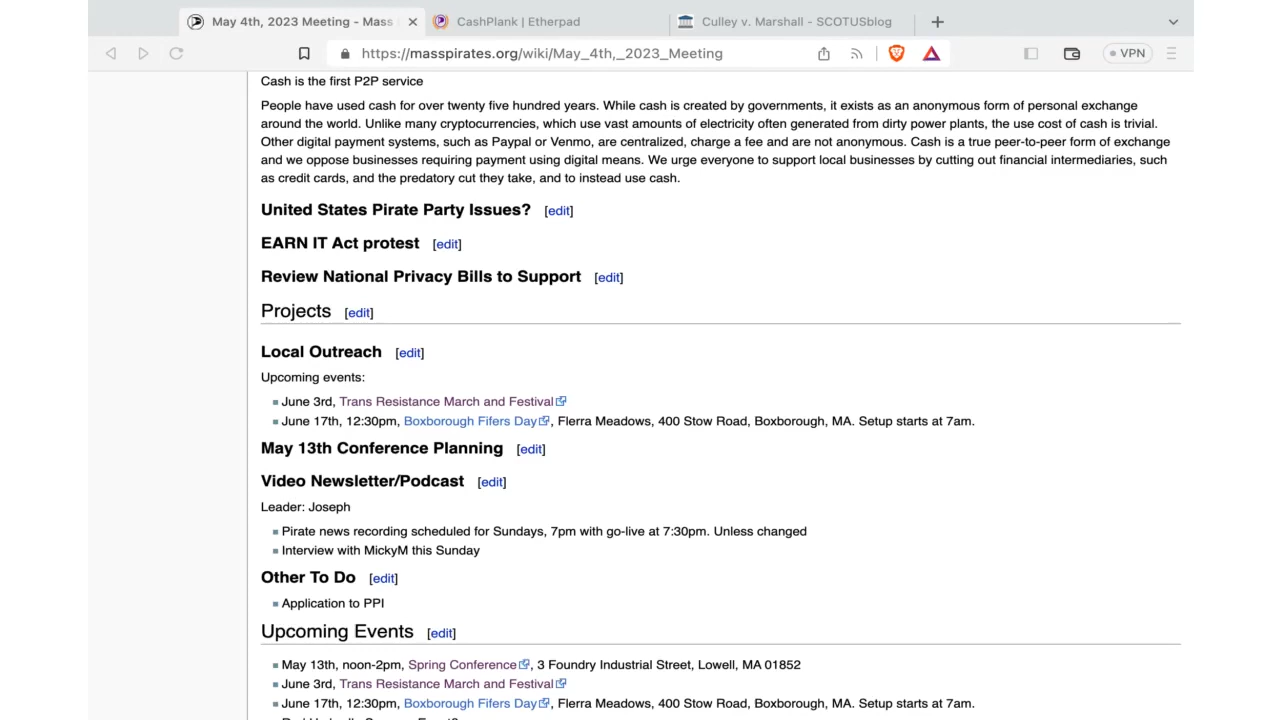 May 4th, 2023 Meeting - Mass
CashPlank | Etherpad
Culley v. Marshall - SCOTUSblog
https://masspirates.org/wiki/May_4th,_2023_Meeting
VPN
Cash is the first P2P service
People have used cash for over twenty five hundred years. While cash is created by governments, it exists as an anonymous form of personal exchange
around the world. Unlike many cryptocurrencies, which use vast amounts of electricity often generated from dirty power plants, the use cost of cash is trivial.
Other digital payment systems, such as Paypal or Venmo, are centralized, charge a fee and are not anonymous. Cash is a true peer-to-peer form of exchange
and we oppose businesses requiring payment using digital means. We urge everyone to support local businesses by cutting out financial intermediaries, such
as credit cards, and the predatory cut they take, and to instead use cash.
United States Pirate Party Issues? [edit]
EARN IT Act protest [edit]
Review National Privacy Bills to Support [edit]
Projects [edit]
Local Outreach [edit]
Upcoming events:
June 3rd, Trans Resistance March and Festival
June 17th, 12:30pm, Boxborough Fifers Day, Flerra Meadows, 400 Stow Road, Boxborough, MA. Setup starts at 7am.
May 13th Conference Planning [edit]
Video Newsletter/Podcast [edit]
Leader: Joseph
Pirate news recording scheduled for Sundays, 7pm with go-live at 7:30pm. Unless changed
Interview with MickyM this Sunday
Other To Do [edit]
Application to PPI
Upcoming Events [edit]
May 13th, noon-2pm, Spring Conference, 3 Foundry Industrial Street, Lowell, MA 01852
June 3rd, Trans Resistance March and Festival
June 17th, 12:30pm, Boxborough Fifers Day, Flerra Meadows, 400 Stow Road, Boxborough, MA. Setup starts at 7am.